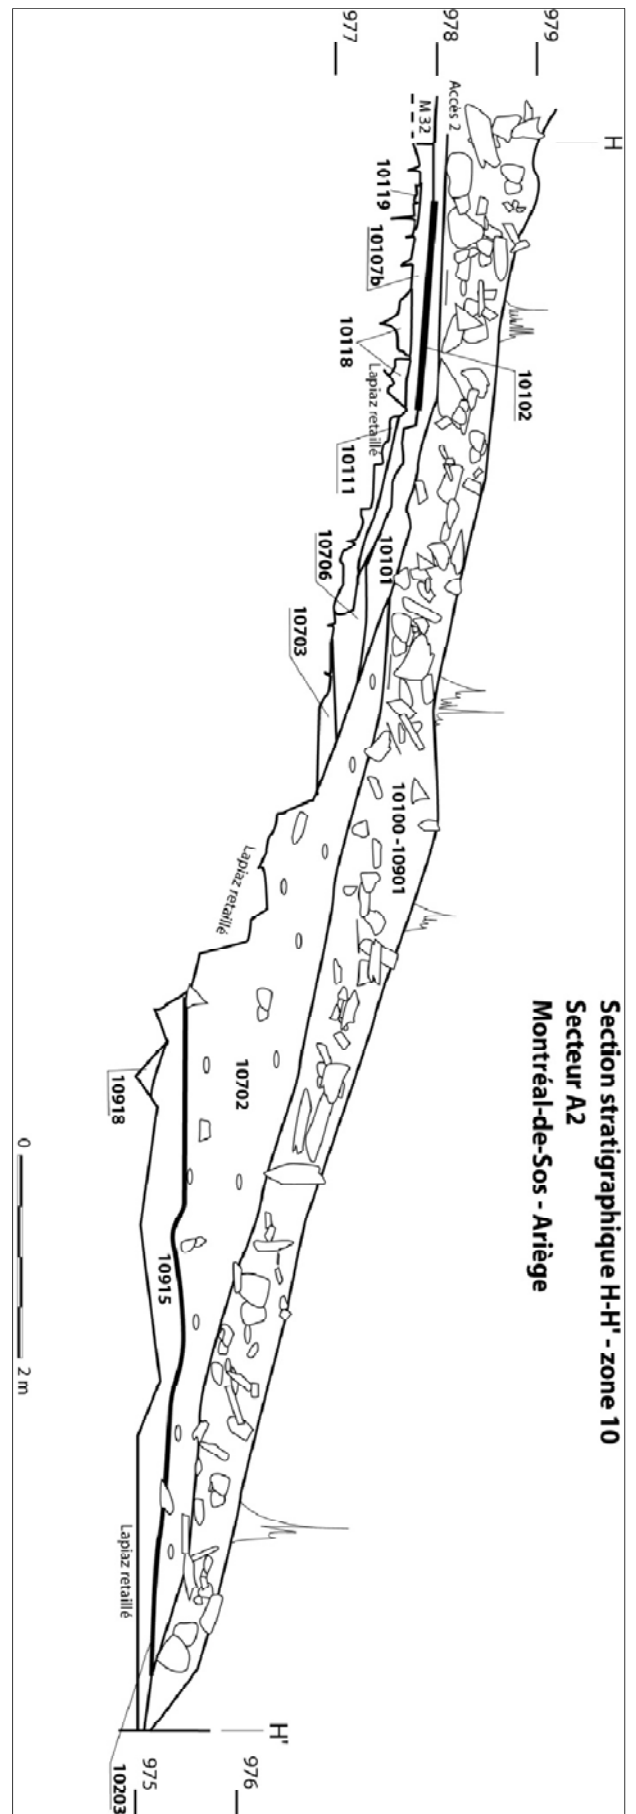 Section stratigraphique H-H' - zone 10
Secteur A2
Montréal-de-Sos - Ariège
H
979
978
977
Accès 2
M 32
10119
10107b
10118
Lapiaz retaillé
10102
10111
10101
10706
10703
10100 -10901
Lapiaz retaillé
10702
10918
10915
Lapiaz retaillé
H'
976
975
10203
0
2 m